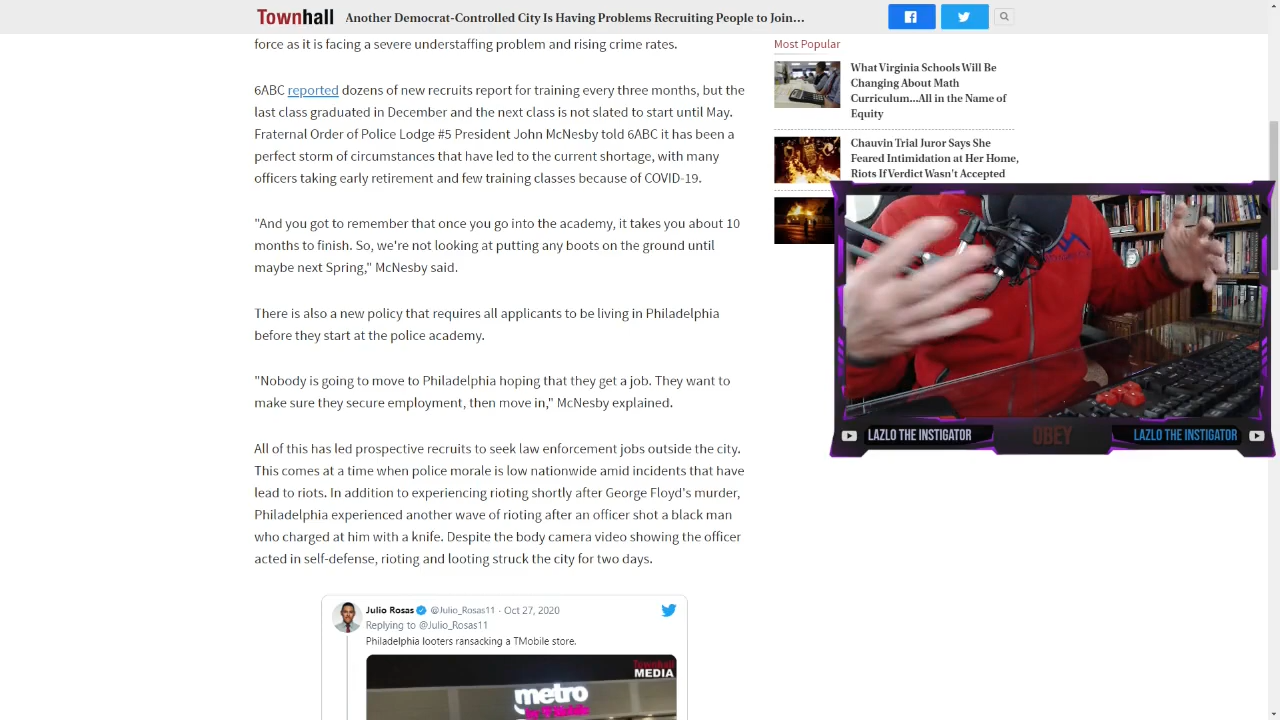 Townhall
Another Democrat-Controlled City Is Having Problems Recruiting People to Join...
force as it is facing a severe understaffing problem and rising crime rates.
6ABC reported dozens of new recruits report for training every three months, but the
last class graduated in December and the next class is not slated to start until May.
Fraternal Order of Police Lodge #5 President John McNesby told 6ABC it has been a
perfect storm of circumstances that have led to the current shortage, with many
officers taking early retirement and few training classes because of COVID-19.
"And you got to remember that once you go into the academy, it takes you about 10
months to finish. So, we're not looking at putting any boots on the ground until
maybe next Spring," McNesby said.
There is also a new policy that requires all applicants to be living in Philadelphia
before they start at the police academy.
"Nobody is going to move to Philadelphia hoping that they get a job. They want to
make sure they secure employment, then move in," McNesby explained.
All of this has led prospective recruits to seek law enforcement jobs outside the city.
This comes at a time when police morale is low nationwide amid incidents that have
lead to riots. In addition to experiencing rioting shortly after George Floyd's murder,
Philadelphia experienced another wave of rioting after an officer shot a black man
who charged at him with a knife. Despite the body camera video showing the officer
acted in self-defense, rioting and looting struck the city for two days.
Julio Rosas @Julio_Rosas11 · Oct 27, 2020
Replying to @Julio_Rosas11
Philadelphia looters ransacking a TMobile store.
Townhall
MEDIA
metro
Most Popular
What Virginia Schools Will Be
Changing About Math
Curriculum...All in the Name of
Equity
Chauvin Trial Juror Says She
Feared Intimidation at Her Home,
Riots If Verdict Wasn't Accepted
LAZLO THE INSTIGATOR
OBEY
LAZLO THE INSTIGATOR